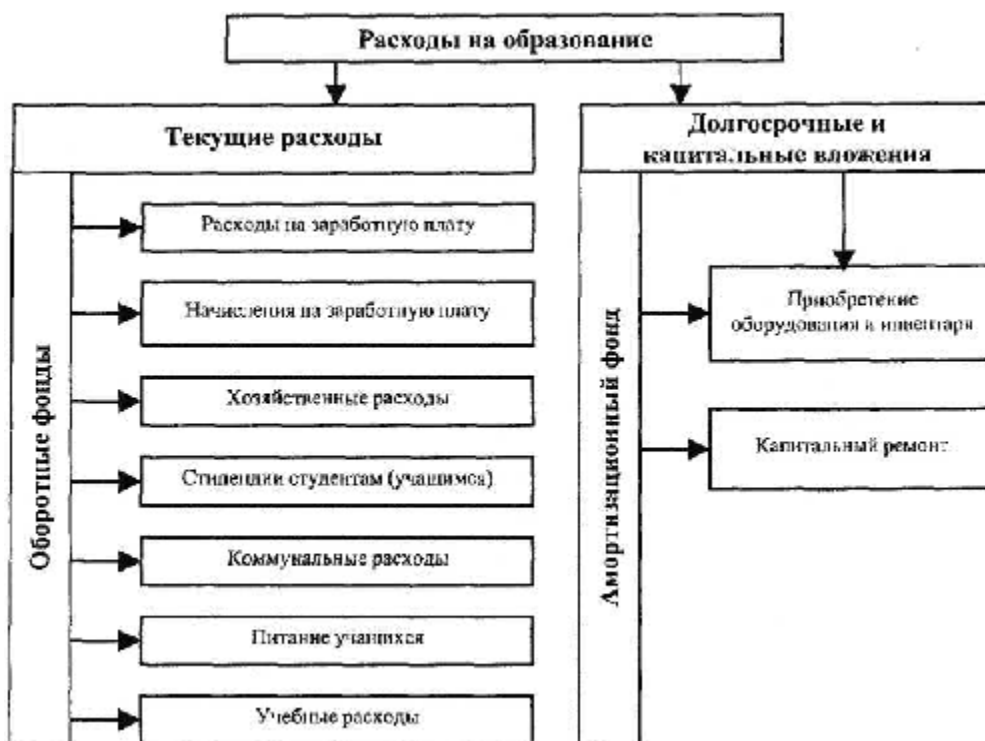 Расходы на образование
Текущие расходы
Оборотные фонды
Расходы на заработную плату
Начисления на заработную плату
Хозяйственные расходы
Стипендии студентам (учащимся)
Коммунальные расходы
Питание учащихся
Учебные расходы
Долгосрочные и
капитальные вложения
Амортизационный фонд
Приобретение
оборудования и инвентаря
Капитальный ремонт